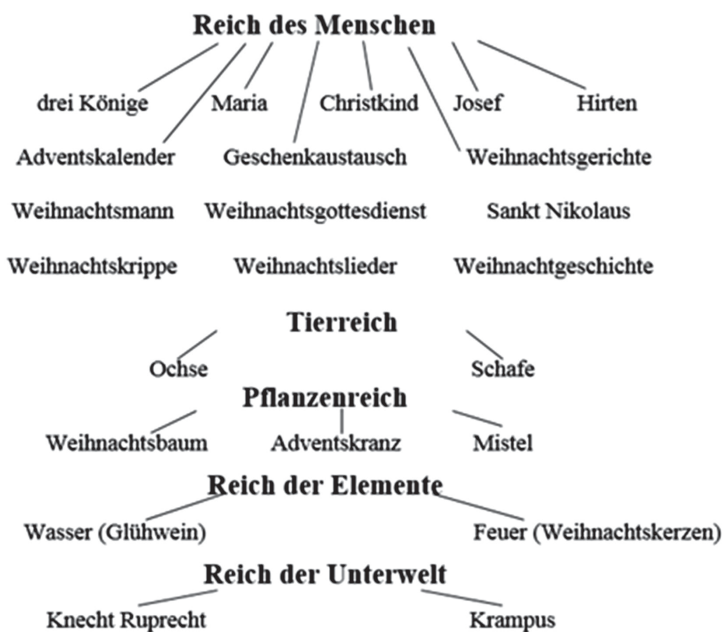 Reich des Menschen
drei Könige Maria Christkind Josef Hirten
Adventskalender Geschenkaustausch Weihnachtsgerichte
Weihnachtsmann Weihnachtsgottesdienst Sankt Nikolaus
Weihnachtskrippe Weihnachtslieder Weihnachtgeschichte
Tierreich
Ochse Schafe
Pflanzenreich
Weihnachtsbaum Adventskranz Mistel
Reich der Elemente
Wasser (Glühwein) Feuer (Weihnachtskerzen)
Reich der Unterwelt
Knecht Ruprecht Krampus